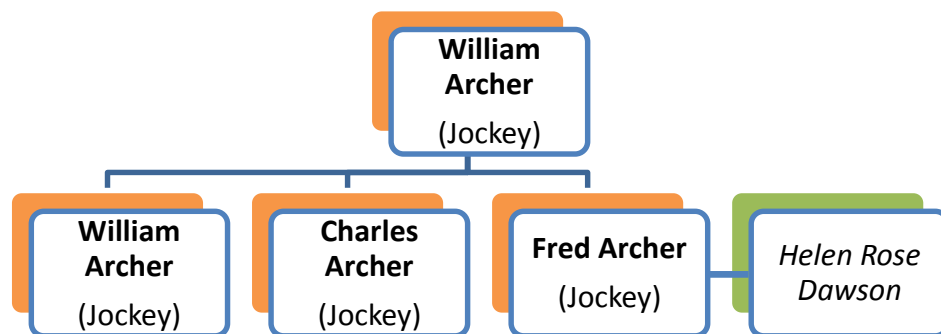 William
Archer
(Jockey)
William
Archer
(Jockey)
Charles
Archer
(Jockey)
Fred Archer
(Jockey)
Helen Rose
Dawson